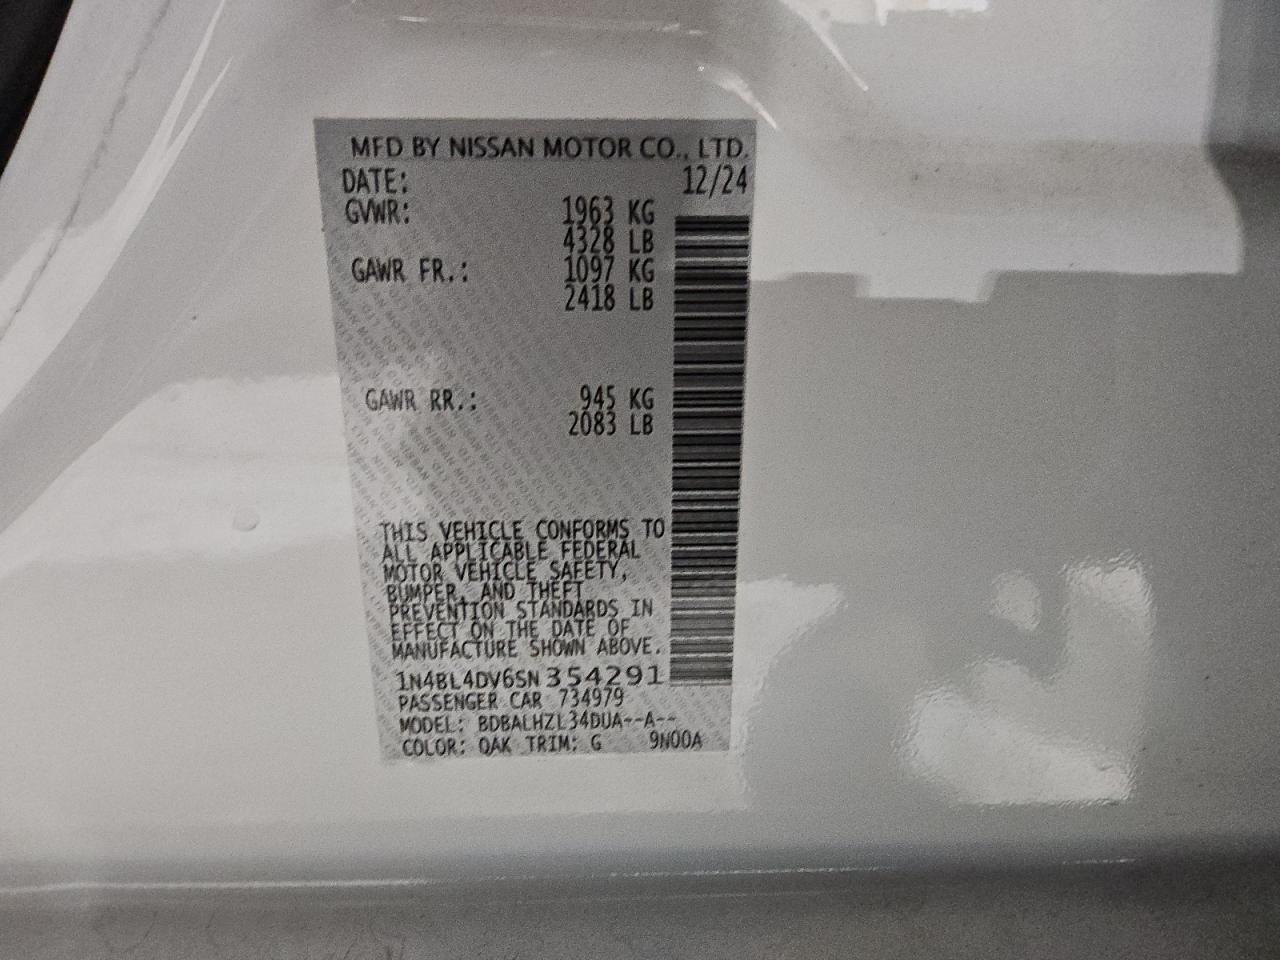 MFD BY NISSAN MOTOR CO., LTD.
DATE: 12/24
GVWR: 1963 KG
4328 LB
GAWR FR.: 1097 KG
2418 LB
GAWR RR.: 945 KG
2083 LB
THIS VEHICLE CONFORMS TO
ALL APPLICABLE FEDERAL
MOTOR VEHICLE SAFETY,
BUMPER, AND THEFT
PREVENTION STANDARDS IN
EFFECT ON THE DATE OF
MANUFACTURE SHOWN ABOVE.
1N4BL4DV6SN354291
PASSENGER CAR 734979
MODEL: BDBALHZL34DUA--A--
COLOR: QAK TRIM: G 9N00A